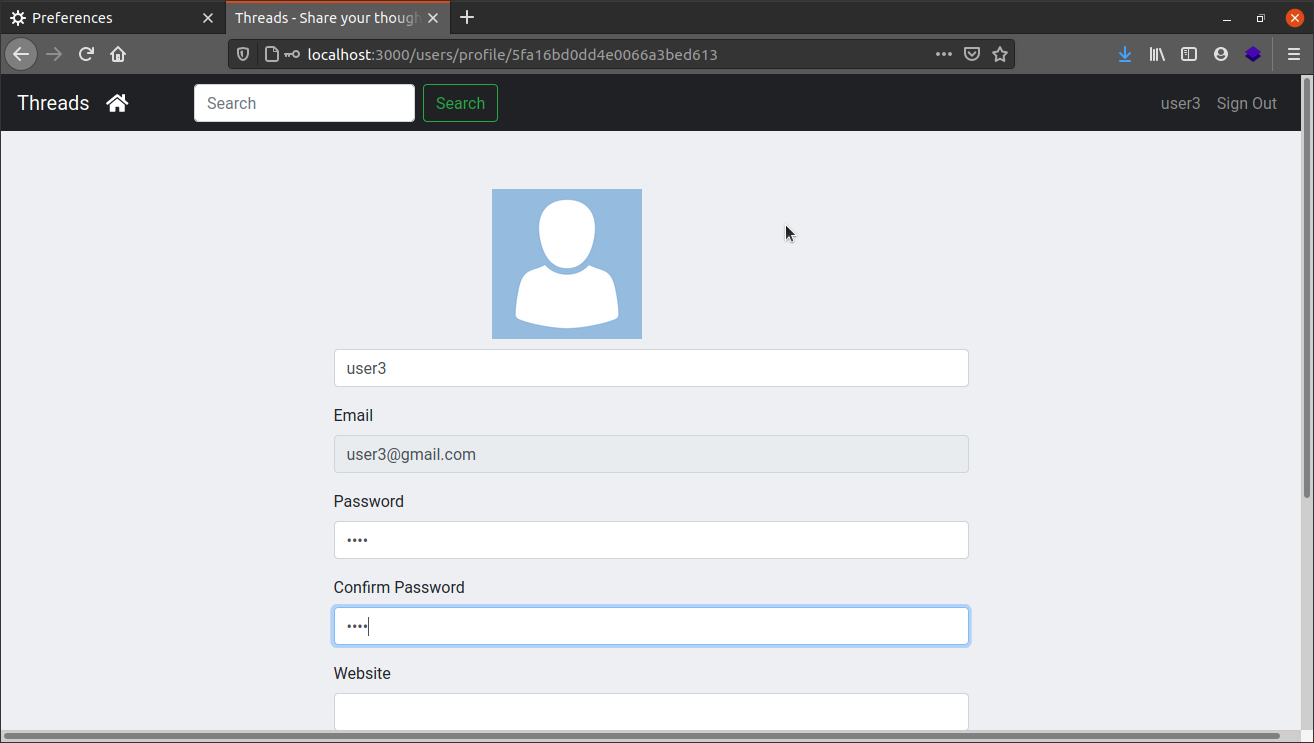 Preferences
Threads - Share your though
localhost:3000/users/profile/5fa16bd0dd4e0066a3bed613
Threads
Search
Search
user3
Sign Out
user3
Email
user3@gmail.com
Password
••••
Confirm Password
••••
Website